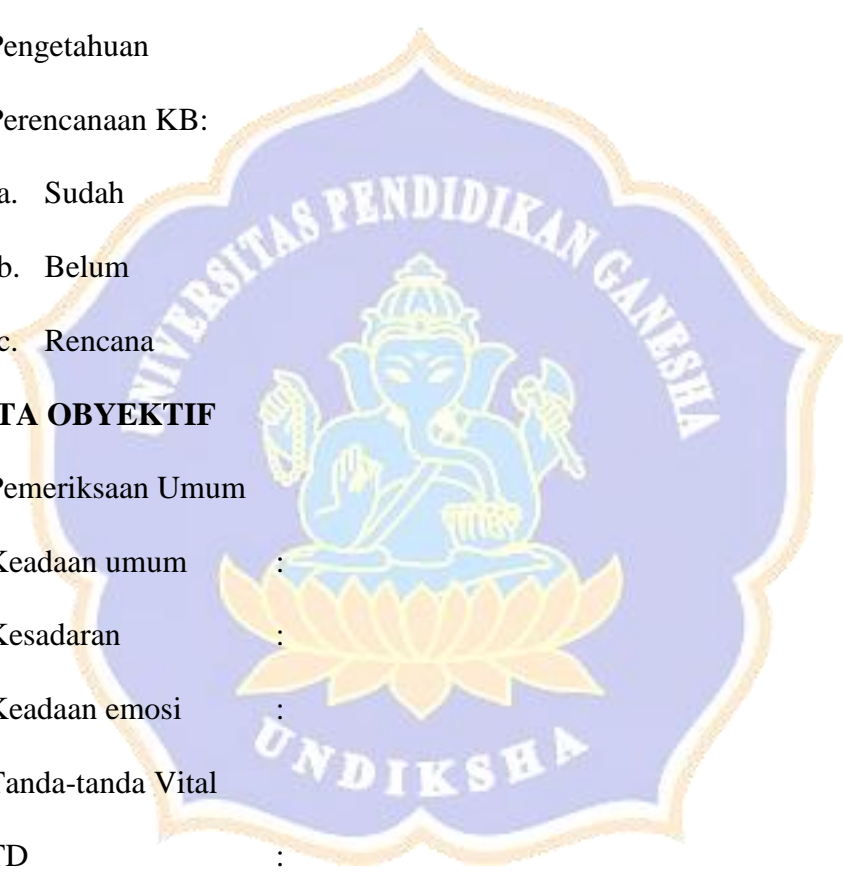 Pengetahuan
Perencanaan KB:
a. Sudah
b. Belum
c. Rencana
TA OBYEKTIF
Pemeriksaan Umum
Keadaan umum :
Kesadaran :
Keadaan emosi :
Tanda-tanda Vital
TD :
UNIVERSITAS PENDIDIKAN GANESHA
UNDIKSHA